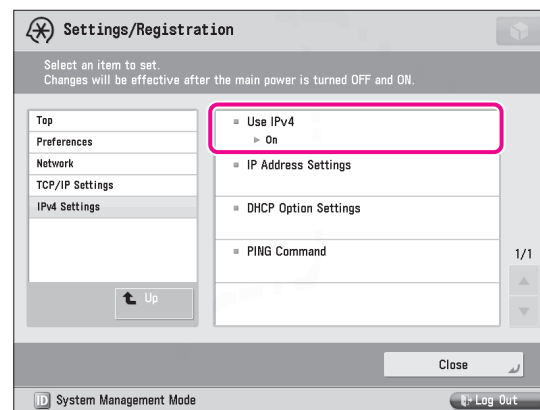 Settings/Registration
Select an item to set.
Changes will be effective after the main power is turned OFF and ON.
Top
Preferences
Network
TCP/IP Settings
IPv4 Settings
Up
Use IPv4
On
IP Address Settings
DHCP Option Settings
PING Command
1/1
Close
ID System Management Mode
Log Out